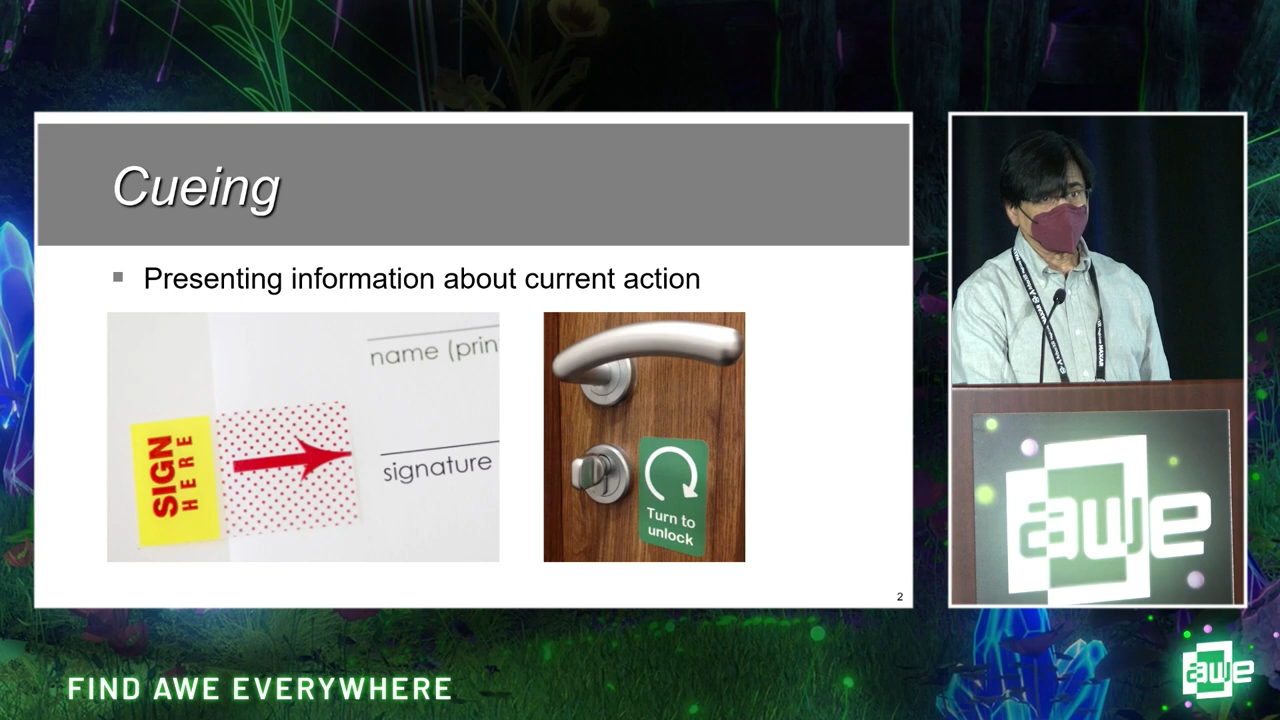 Cueing
Presenting information about current action
name (prin
SIGN
HERE
signature
Turn to
unlock
2
awe
FIND AWE EVERYWHERE
awe